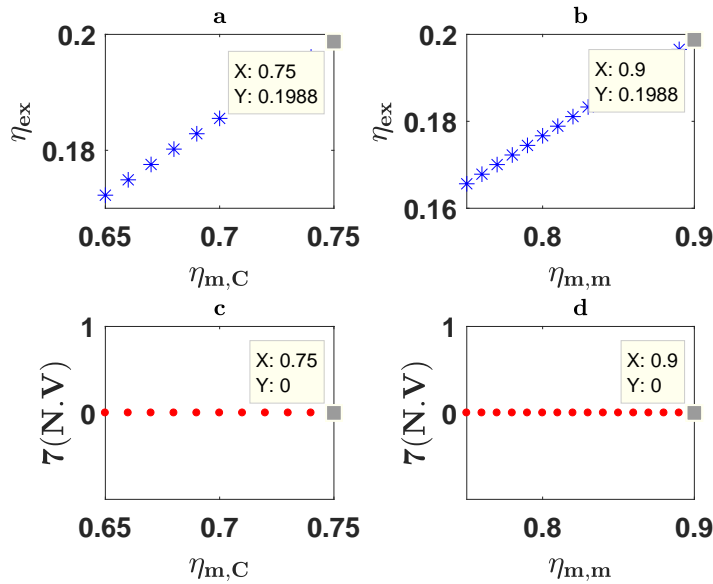 a
0.2
0.18
X: 0.75
Y: 0.1988
η_ex
0.65 0.7 0.75
η_m,C
b
0.2
0.18
0.16
X: 0.9
Y: 0.1988
η_ex
0.8 0.9
η_m,m
c
1
0
X: 0.75
Y: 0
7(N.V)
0.65 0.7 0.75
η_m,C
d
1
0
X: 0.9
Y: 0
7(N.V)
0.8 0.9
η_m,m